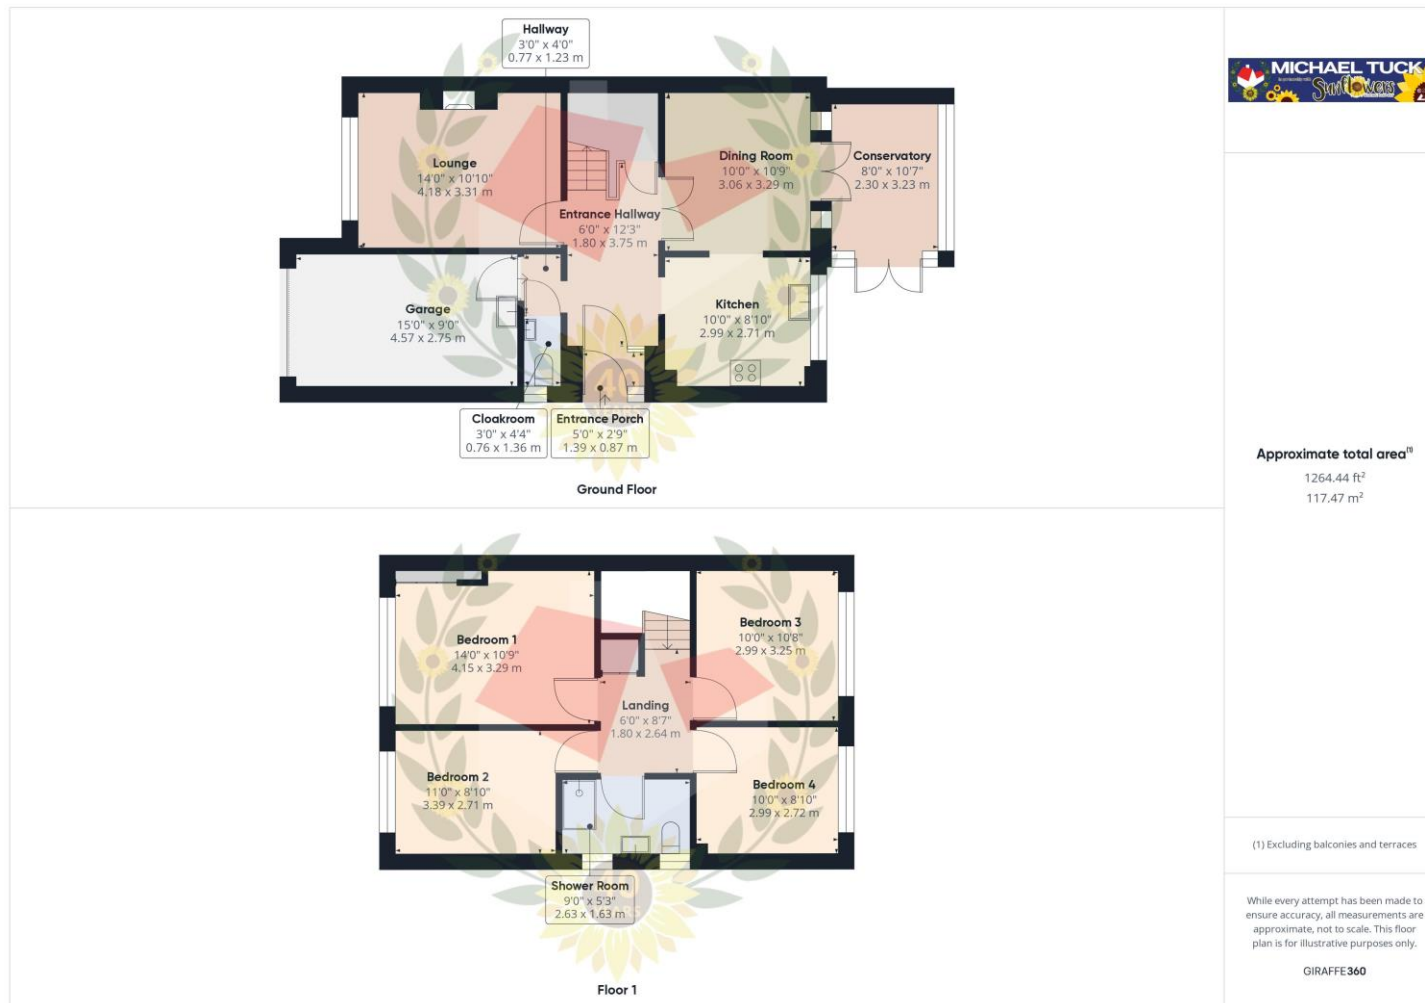 Hallway
3'0" x 4'0"
0.77 x 1.23 m
Lounge
14'0" x 10'10"
4.18 x 3.31 m
Dining Room
10'0" x 10'9"
3.06 x 3.29 m
Conservatory
8'0" x 10'7"
2.30 x 3.23 m
Entrance Hallway
6'0" x 12'3"
1.80 x 3.75 m
Garage
15'0" x 9'0"
4.57 x 2.75 m
Kitchen
10'0" x 8'10"
2.99 x 2.71 m
40
YEARS
Cloakroom
3'0" x 4'4"
0.76 x 1.36 m
Entrance Porch
5'0" x 2'9"
1.39 x 0.87 m
Ground Floor
Bedroom 1
14'0" x 10'9"
4.15 x 3.29 m
Bedroom 3
10'0" x 10'8"
2.99 x 3.25 m
Landing
6'0" x 8'7"
1.80 x 2.64 m
Bedroom 2
11'0" x 8'10"
3.39 x 2.71 m
Bedroom 4
10'0" x 8'10"
2.99 x 2.72 m
Shower Room
9'0" x 5'3"
2.63 x 1.63 m
40
YEARS
Floor 1
MICHAEL TUCK
Sunflowers
Approximate total area(1)
1264.44 ft²
117.47 m²
(1) Excluding balconies and terraces
While every attempt has been made to
ensure accuracy, all measurements are
approximate, not to scale. This floor
plan is for illustrative purposes only.
GIRAFFE360